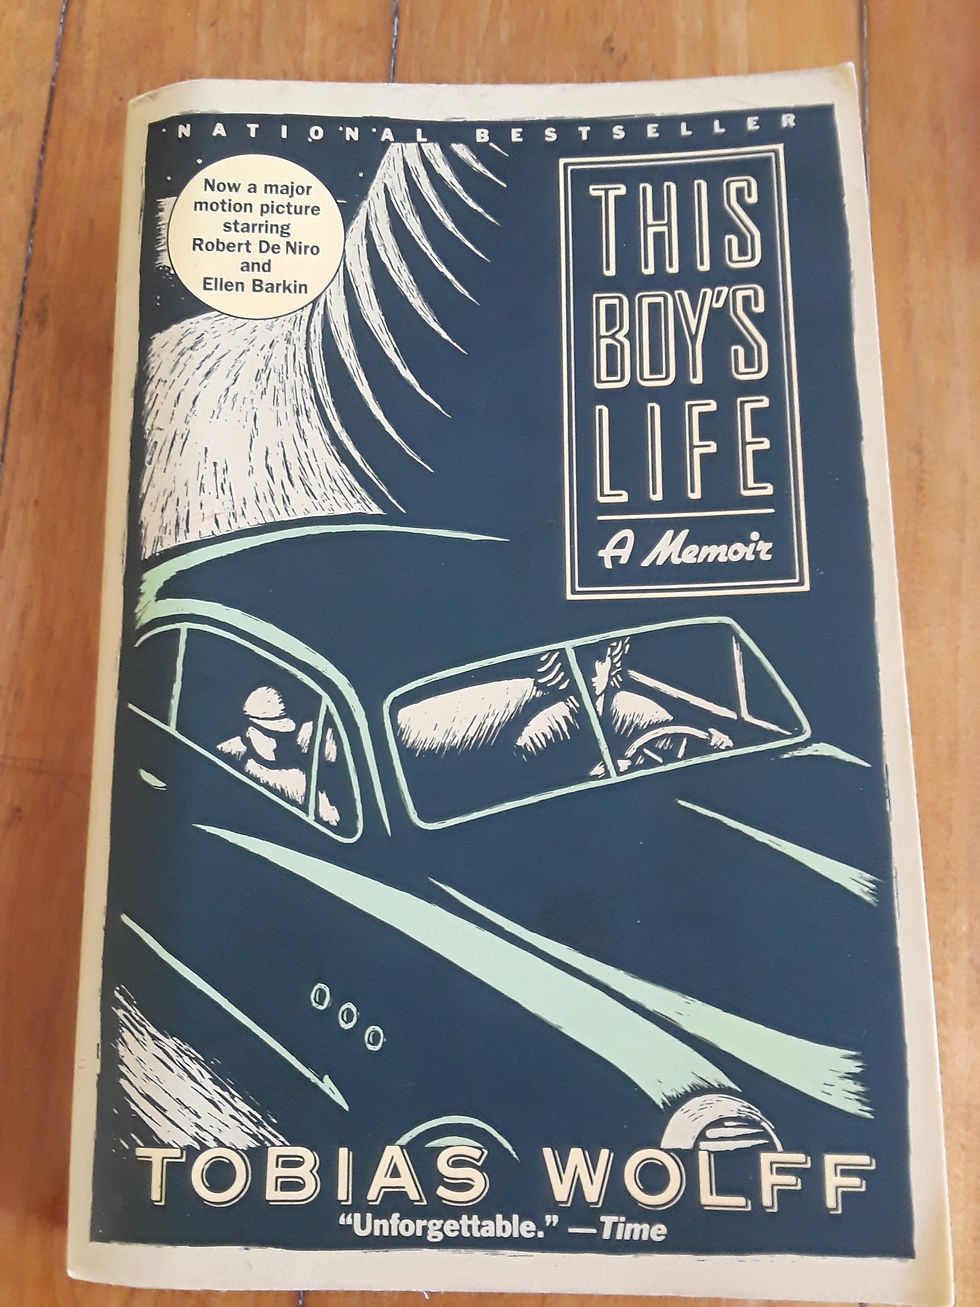 NATIONAL BESTSELLER
Now a major
motion picture
starring
Robert De Niro
and
Ellen Barkin
THIS
BOY'S
LIFE
A Memoir
TOBIAS WOLFF
“Unforgettable.” —Time